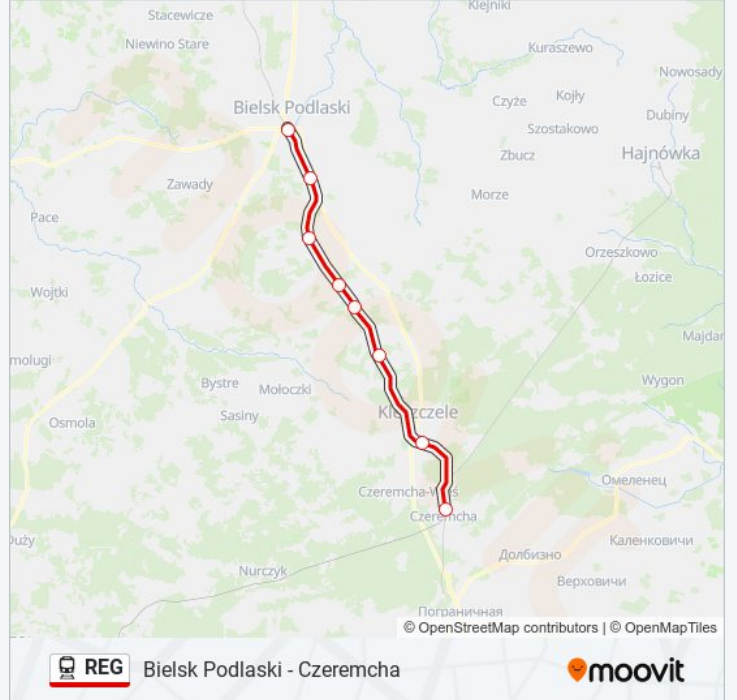 Klejniki
Stacewicze
Niewino Stare
Kuraszewo
Nowosady
Bielsk Podlaski
Czyże
Kojły
Dubiny
Szostakowo
Zbucz
Hajnówka
Zawady
Morze
Pace
Orzeszkowo
Łozice
Wojtki
Majdar
molugi
Wygon
Bystre
Mołoczki
Sasiny
Osmola
Омеленец
Czeremcha-Wieś
Czeremcha
Каленковичи
Долбизно
Nurczyk
Верховичи
Пограничная
© OpenStreetMap contributors | © OpenMapTiles
REG Bielsk Podlaski - Czeremcha moovit